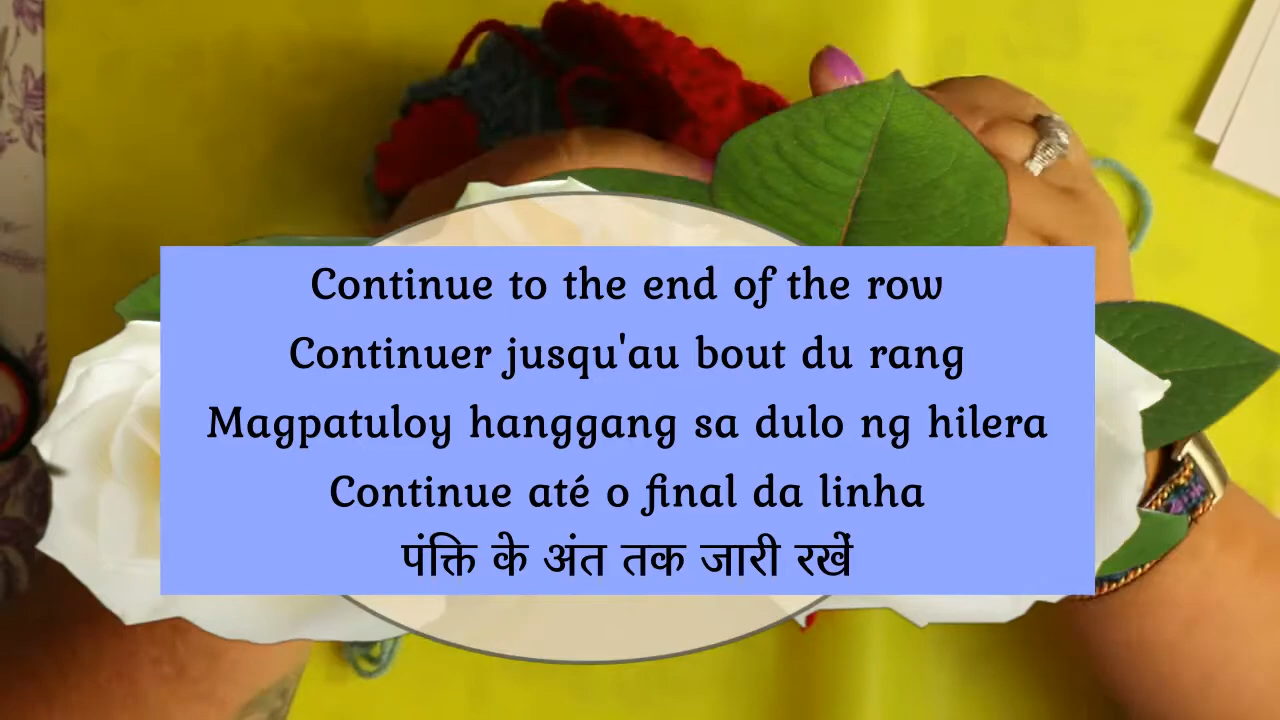 Continue to the end of the row
Continuer jusqu'au bout du rang
Magpatuloy hanggang sa dulo ng hilera
Continue até o final da linha
पंक्ति के अंत तक जारी रखें